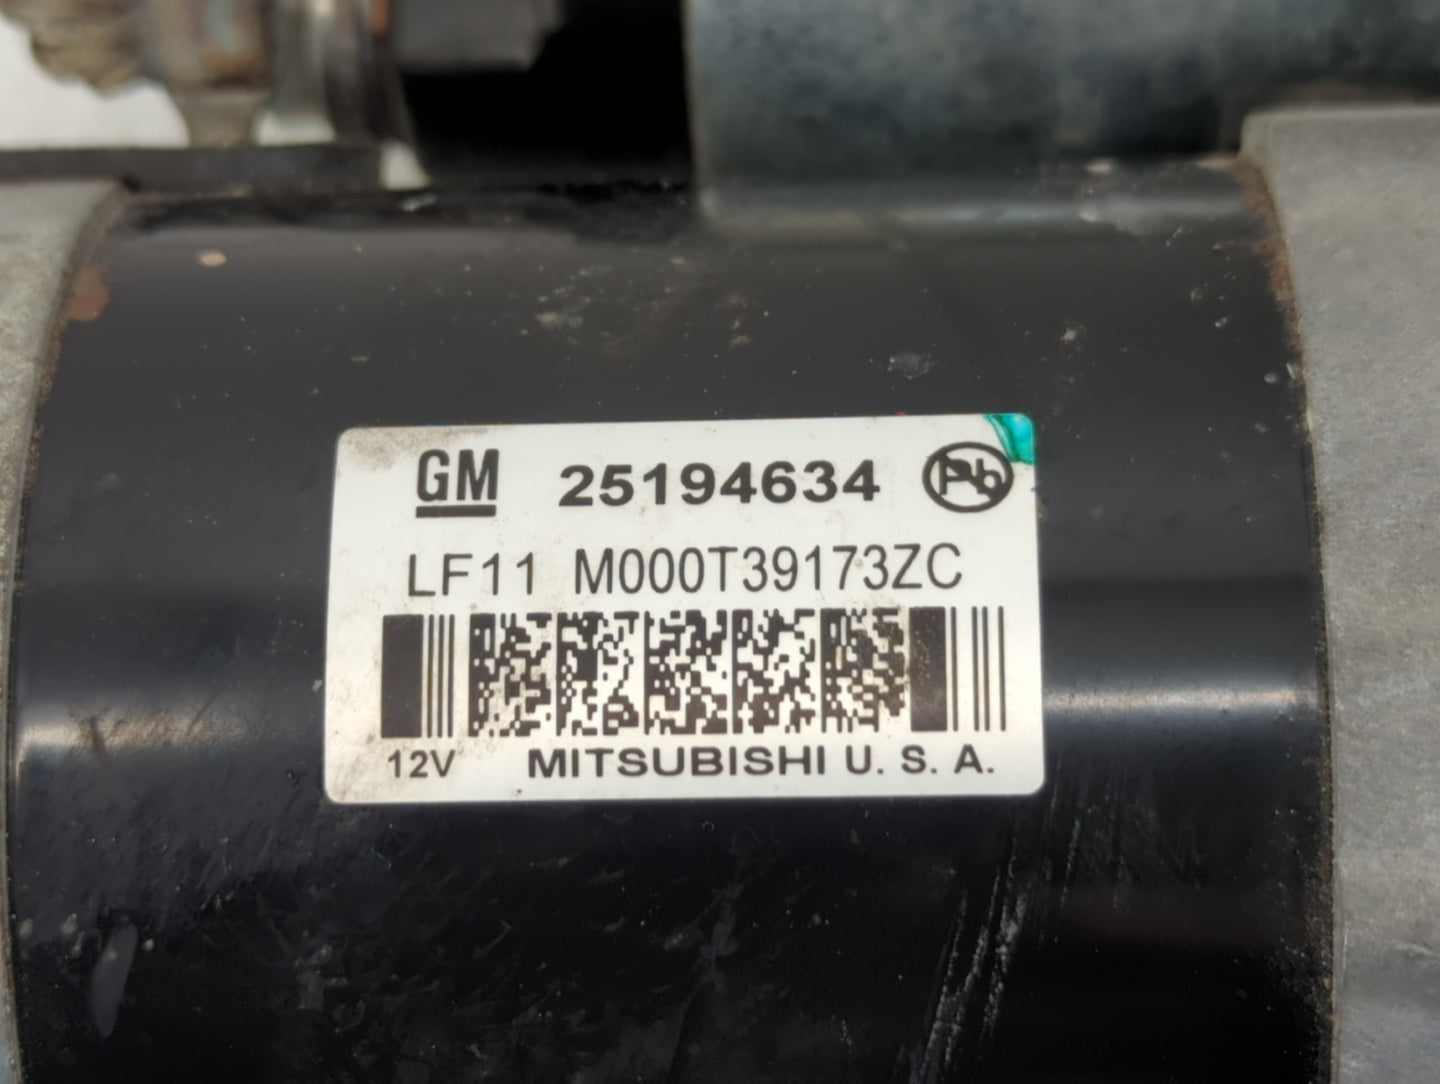 GM 25194634 Pb
LF11 M000T39173ZC
12V MITSUBISHI U. S. A.